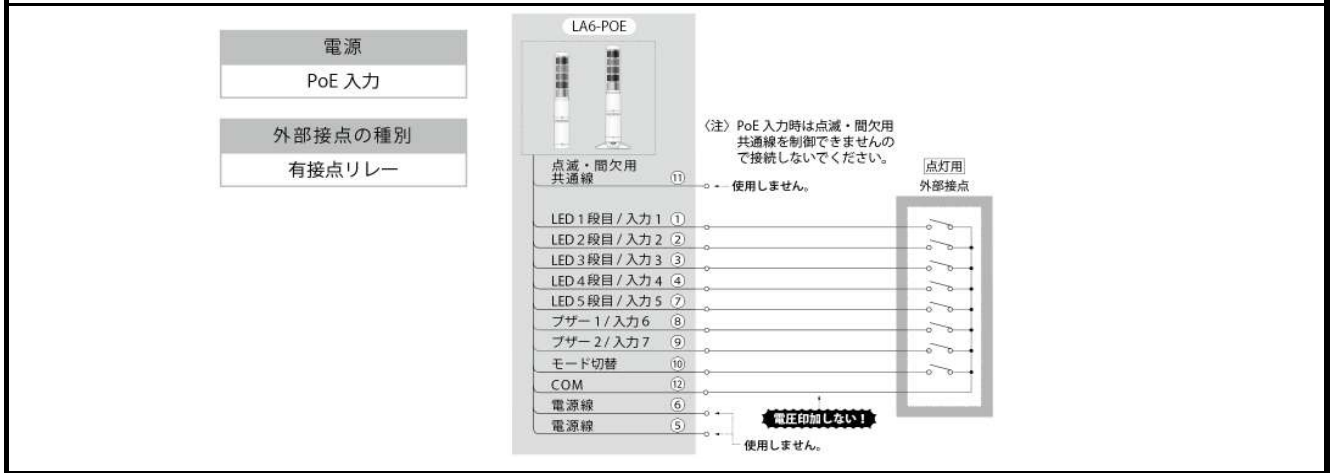 電源
PoE 入力
外部接点の種別
有接点リレー
LA6-POE
〈注〉PoE 入力時は点滅・間欠用
共通線を制御できませんの
で接続しないでください。
点滅・間欠用
共通線 ⑪
使用しません。
点灯用
外部接点
LED 1 段目 / 入力 1 ①
LED 2 段目 / 入力 2 ②
LED 3 段目 / 入力 3 ③
LED 4 段目 / 入力 4 ④
LED 5 段目 / 入力 5 ⑦
ブザー 1 / 入力 6 ⑧
ブザー 2 / 入力 7 ⑨
モード切替 ⑩
COM ⑫
電源線 ⑥
電圧印加しない！
電源線 ⑤
使用しません。